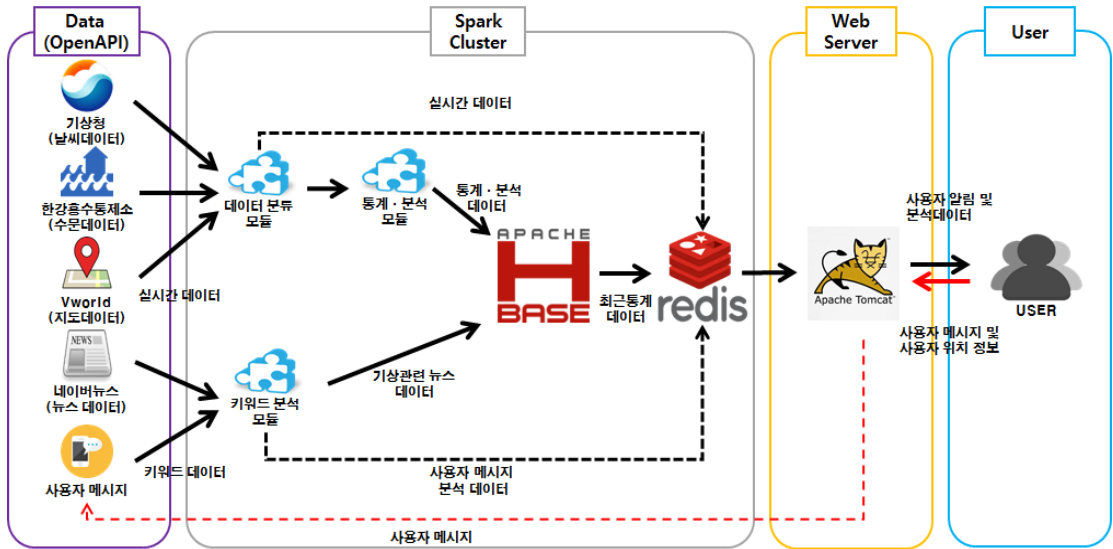 Data
(OpenAPI)
Spark
Cluster
Web
Server
User
기상청
(날씨데이터)
한강홍수통제소
(수문데이터)
Vworld
(지도데이터)
NEWS
네이버뉴스
(뉴스 데이터)
사용자 메시지
실시간 데이터
키워드 데이터
실시간 데이터
데이터 분류
모듈
통계 · 분석
모듈
통계 · 분석
데이터
APACHE
H
BASE
최근통계
데이터
redis
키워드 분석
모듈
기상관련 뉴스
데이터
사용자 메시지
분석 데이터
사용자 메시지
Apache Tomcat
사용자 알림 및
분석데이터
사용자 메시지 및
사용자 위치 정보
USER